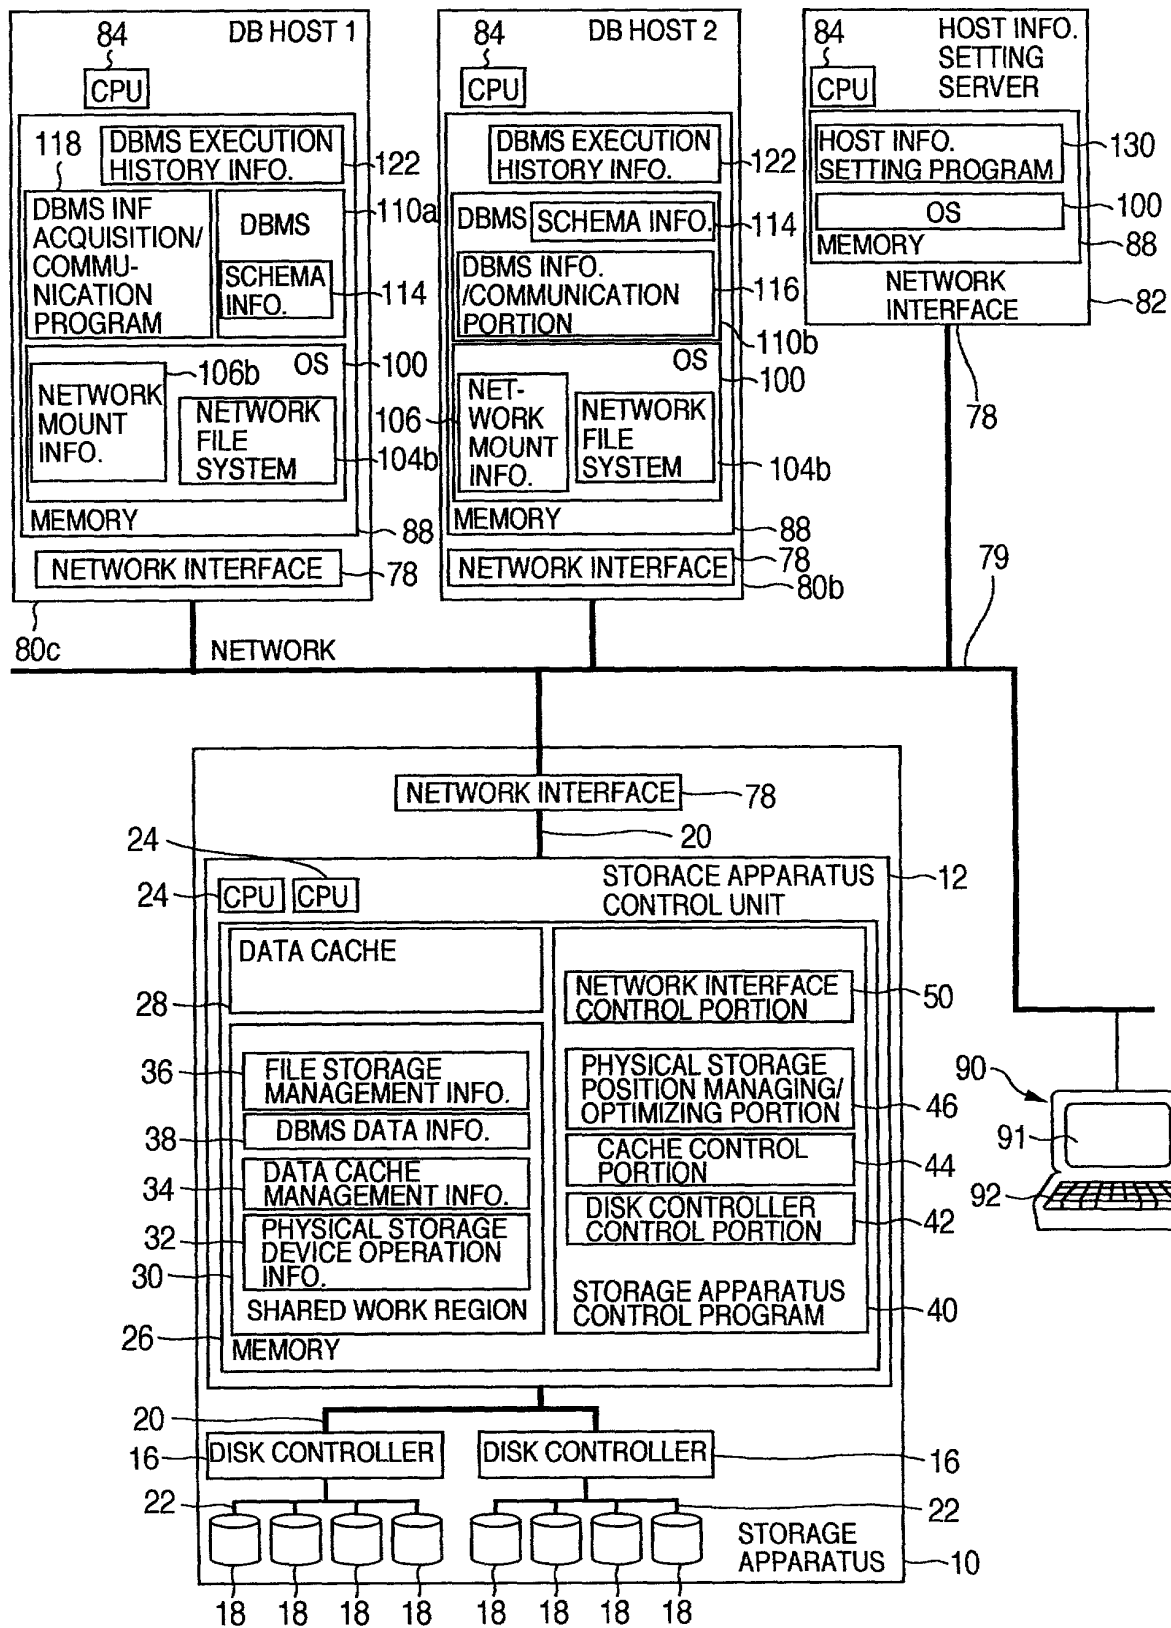 84
DB HOST 1
CPU
118
DBMS EXECUTION
HISTORY INFO.
122
DBMS INF
ACQUISITION/
COMMU-
NICATION
PROGRAM
110a
DBMS
SCHEMA
INFO.
114
OS
100
106b
NETWORK
MOUNT
INFO.
NETWORK
FILE
SYSTEM
104b
MEMORY
88
NETWORK INTERFACE
78
80c
84
DB HOST 2
CPU
DBMS EXECUTION
HISTORY INFO.
122
DBMS
SCHEMA INFO.
114
DBMS INFO.
/COMMUNICATION
PORTION
116
110b
OS
100
106
NET-
WORK
MOUNT
INFO.
NETWORK
FILE
SYSTEM
104b
MEMORY
88
NETWORK INTERFACE
78
80b
84
HOST INFO.
SETTING
SERVER
CPU
HOST INFO.
SETTING PROGRAM
130
OS
100
MEMORY
88
NETWORK
INTERFACE
82
78
79
NETWORK
NETWORK INTERFACE
78
20
24
24
CPU
CPU
STORACE APPARATUS
CONTROL UNIT
12
DATA CACHE
28
NETWORK INTERFACE
CONTROL PORTION
50
36
FILE STORAGE
MANAGEMENT INFO.
PHYSICAL STORAGE
POSITION MANAGING/
OPTIMIZING PORTION
46
38
DBMS DATA INFO.
34
DATA CACHE
MANAGEMENT INFO.
CACHE CONTROL
PORTION
44
32
PHYSICAL STORAGE
DEVICE OPERATION
INFO.
DISK CONTROLLER
CONTROL PORTION
42
30
SHARED WORK REGION
STORAGE APPARATUS
CONTROL PROGRAM
40
26
MEMORY
90
91
92
20
16
DISK CONTROLLER
DISK CONTROLLER
16
22
22
STORAGE
APPARATUS
10
18 18 18 18 18 18 18 18